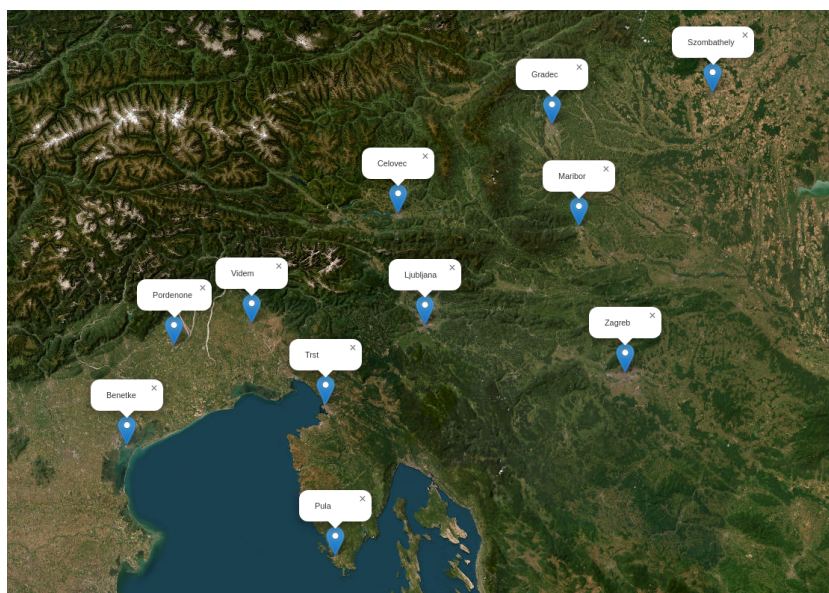 Szombathely
Gradec
Celovec
Maribor
Videm
Ljubljana
Pordenone
Zagreb
Trst
Benetke
Pula